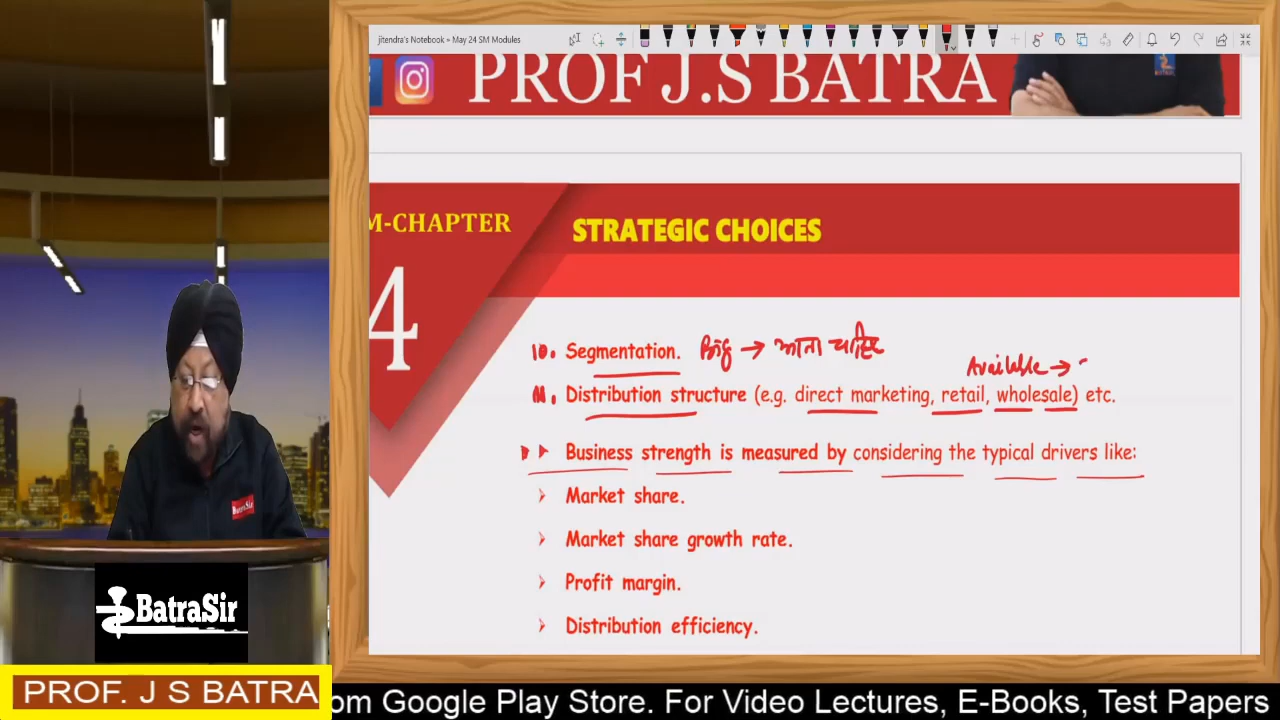 jitendra's Notebook » May 24 SM Modules
PROF J.S BATRA
M-CHAPTER
4
STRATEGIC CHOICES
10. Segmentation. Big → आना चाहिए
Available →
11. Distribution structure (e.g. direct marketing, retail, wholesale) etc.
Business strength is measured by considering the typical drivers like:
Market share.
Market share growth rate.
Profit margin.
Distribution efficiency.
BatraSir
BatraSir
PROF. J S BATRA
om Google Play Store. For Video Lectures, E-Books, Test Papers